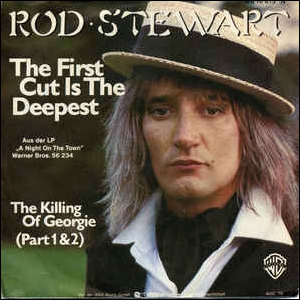 ROD • STEWART
The First
Cut Is The
Deepest
Aus der LP
„A Night On The Town"
Warner Bros. 56 234
The Killing
Of Georgie
(Part 1 & 2)